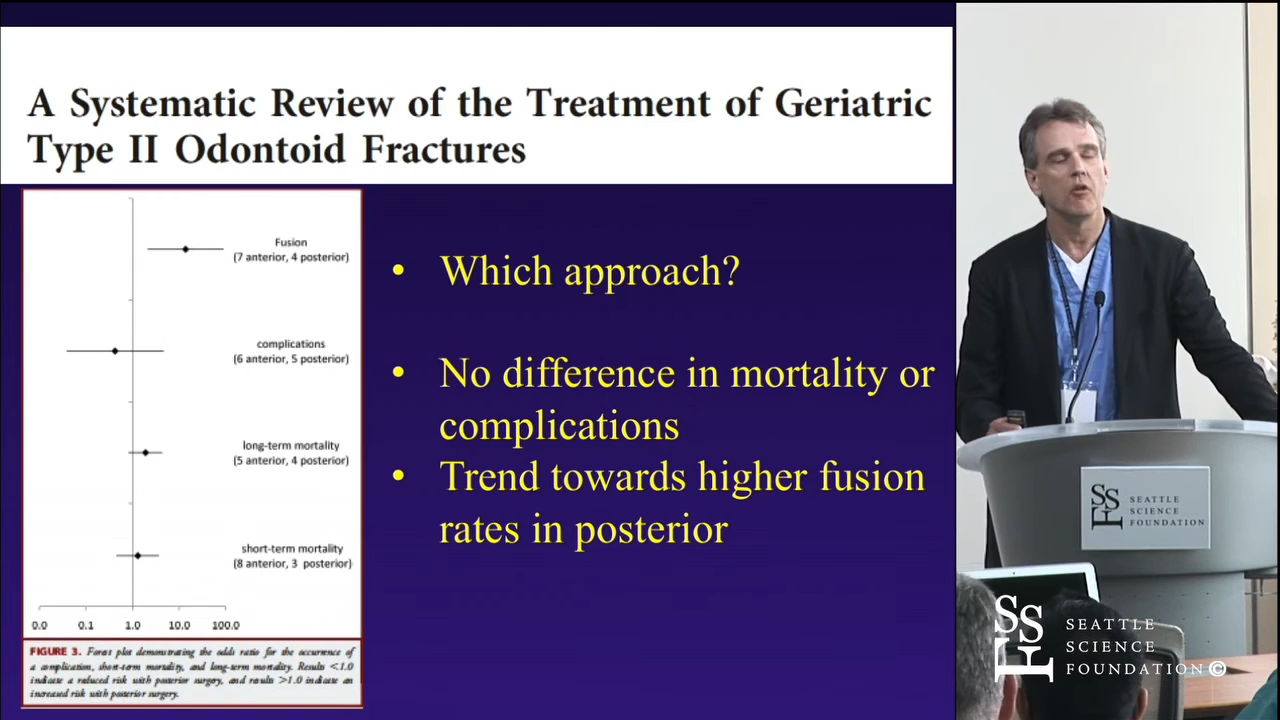 A Systematic Review of the Treatment of Geriatric
Type II Odontoid Fractures
Fusion
(7 anterior, 4 posterior)
complications
(6 anterior, 5 posterior)
long-term mortality
(5 anterior, 4 posterior)
short-term mortality
(8 anterior, 3 posterior)
0.0 0.1 1.0 10.0 100.0
FIGURE 3. Forest plot demonstrating the odds ratio for the occurrence of
a complication, short-term mortality, and long-term mortality. Results <1.0
indicate a reduced risk with posterior surgery, and results >1.0 indicate an
increased risk with posterior surgery.
• Which approach?
• No difference in mortality or
complications
• Trend towards higher fusion
rates in posterior
SSF
SEATTLE
SCIENCE
FOUNDATION
SSF
SEATTLE
SCIENCE
FOUNDATION©